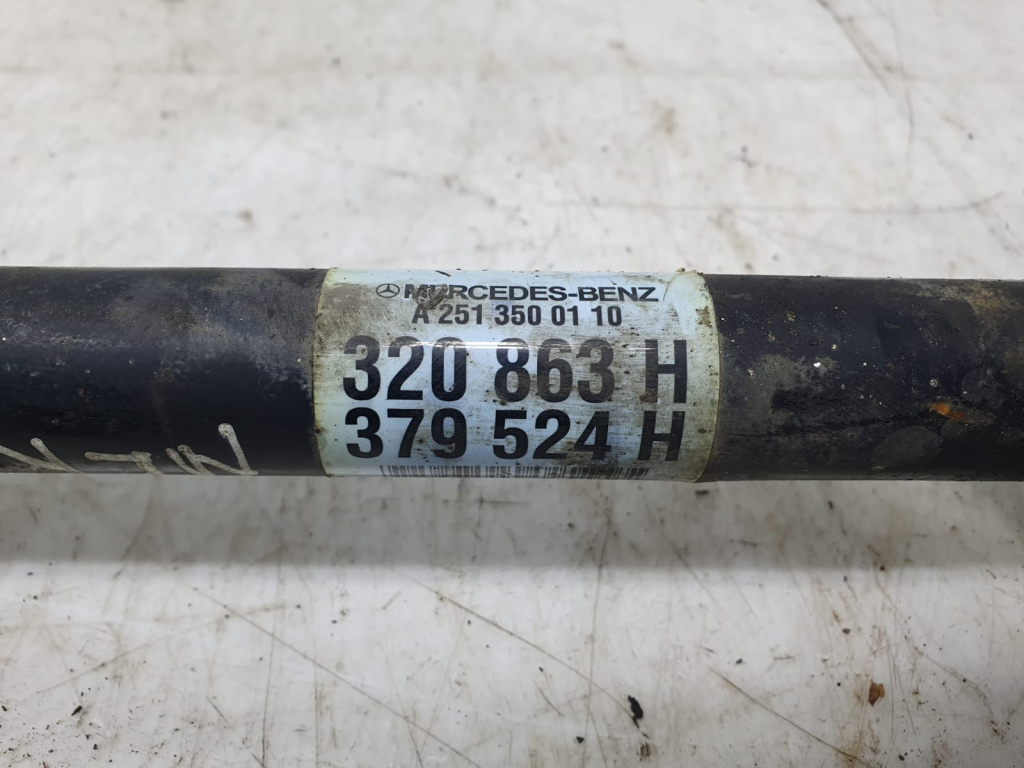 MERCEDES-BENZ
A 251 350 01 10
320 863 H
379 524 H